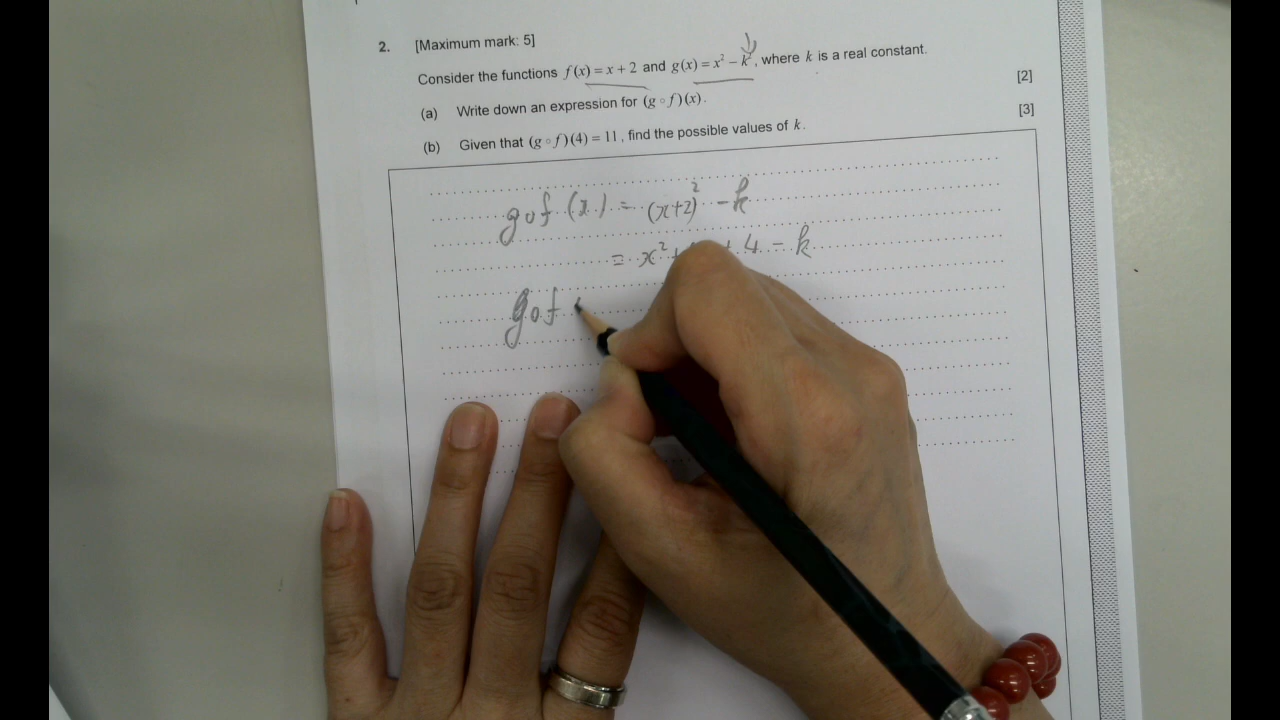 2. [Maximum mark: 5]
Consider the functions f(x) = x + 2 and g(x) = x² − k², where k is a real constant.
(a) Write down an expression for (g ∘ f)(x). [2]
(b) Given that (g ∘ f)(4) = 11, find the possible values of k. [3]
gof (x) = (x+2)² - k
= x² + 4 - k
gof